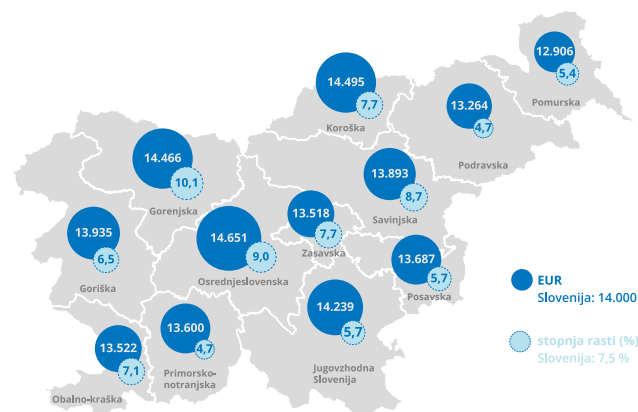 12.906
5,4
Pomurska
14.495
7,7
Koroška
13.264
4,7
Podravska
14.466
10,1
Gorenjska
13.893
8,7
Savinjska
13.518
7,7
Zasavska
13.935
6,5
Goriška
14.651
9,0
Osrednjeslovenska
13.687
5,7
Posavska
14.239
5,7
Jugovzhodna
Slovenija
13.600
4,7
Primorsko-
notranjska
13.522
7,1
Obalno-kraška
EUR
Slovenija: 14.000
stopnja rasti (%)
Slovenija: 7,5 %